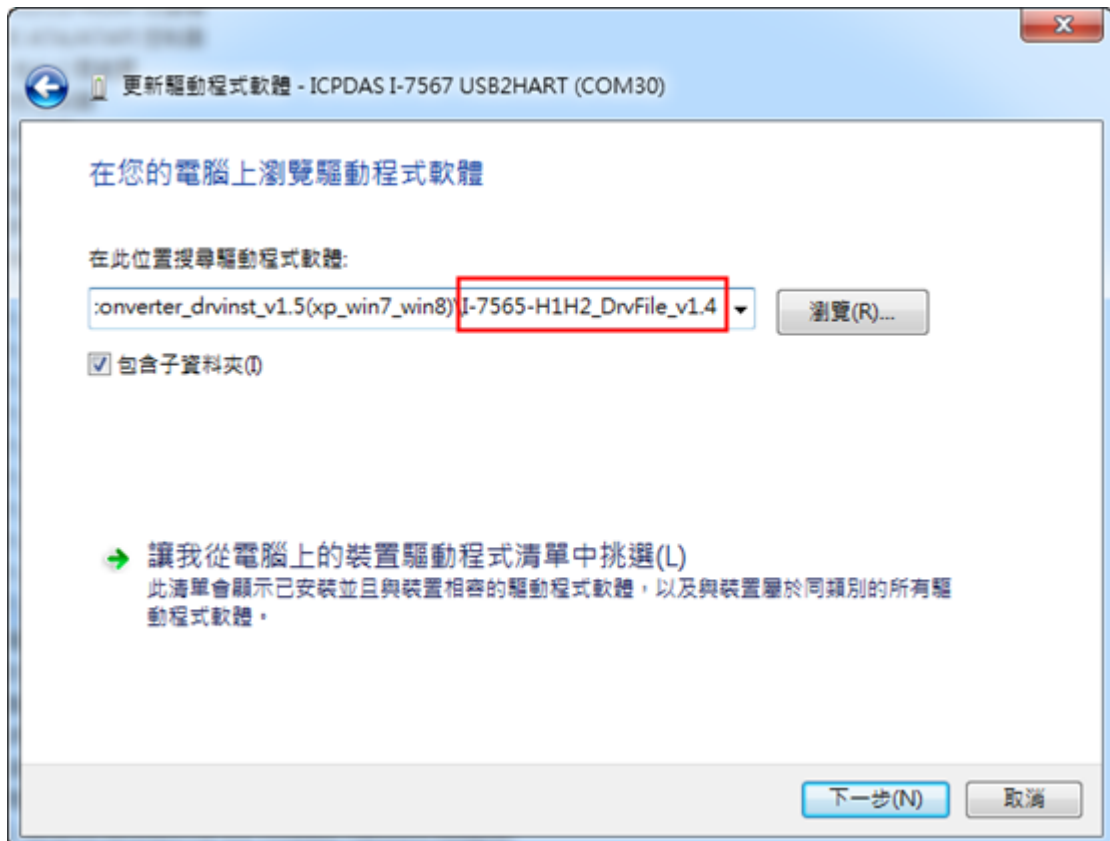 更新驅動程式軟體 - ICPDAS I-7567 USB2HART (COM30)
在您的電腦上瀏覽驅動程式軟體
在此位置搜尋驅動程式軟體:
:onverter_drvinst_v1.5(xp_win7_win8)\I-7565-H1H2_DrvFile_v1.4
瀏覽(R)...
包含子資料夾(I)
讓我從電腦上的裝置驅動程式清單中挑選(L)
此清單會顯示已安裝並且與裝置相容的驅動程式軟體，以及與裝置屬於同類別的所有驅
動程式軟體。
下一步(N)
取消